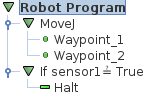 Robot Program
MoveJ
Waypoint_1
Waypoint_2
If sensor1≟ True
Halt